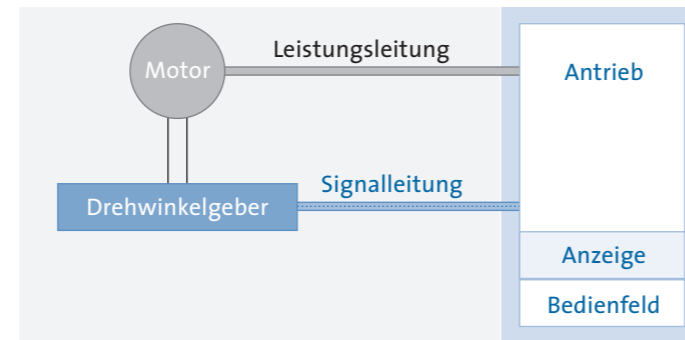 Leistungsleitung
Motor
Antrieb
Signalleitung
Drehwinkelgeber
Anzeige
Bedienfeld